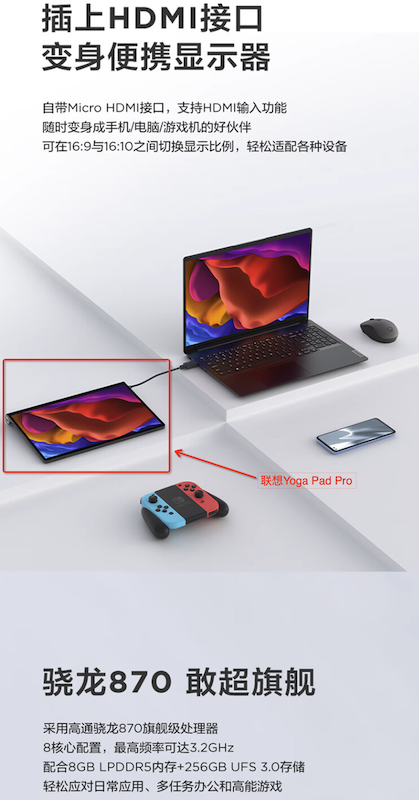 插上HDMI接口
变身便携显示器
自带Micro HDMI接口，支持HDMI输入功能
随时变身成手机/电脑/游戏机的好伙伴
可在16:9与16:10之间切换显示比例，轻松适配各种设备
联想Yoga Pad Pro
骁龙870 敢超旗舰
采用高通骁龙870旗舰级处理器
8核心配置，最高频率可达3.2GHz
配合8GB LPDDR5内存+256GB UFS 3.0存储
轻松应对日常应用、多任务办公和高能游戏